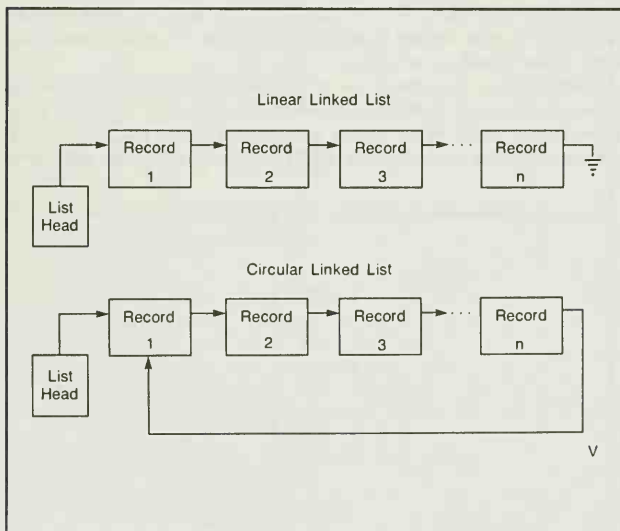 Linear Linked List
Record Record Record Record
1 2 3 ···· n
List
Head
Circular Linked List
Record Record Record Record
1 2 3 ···· n
List
Head
V